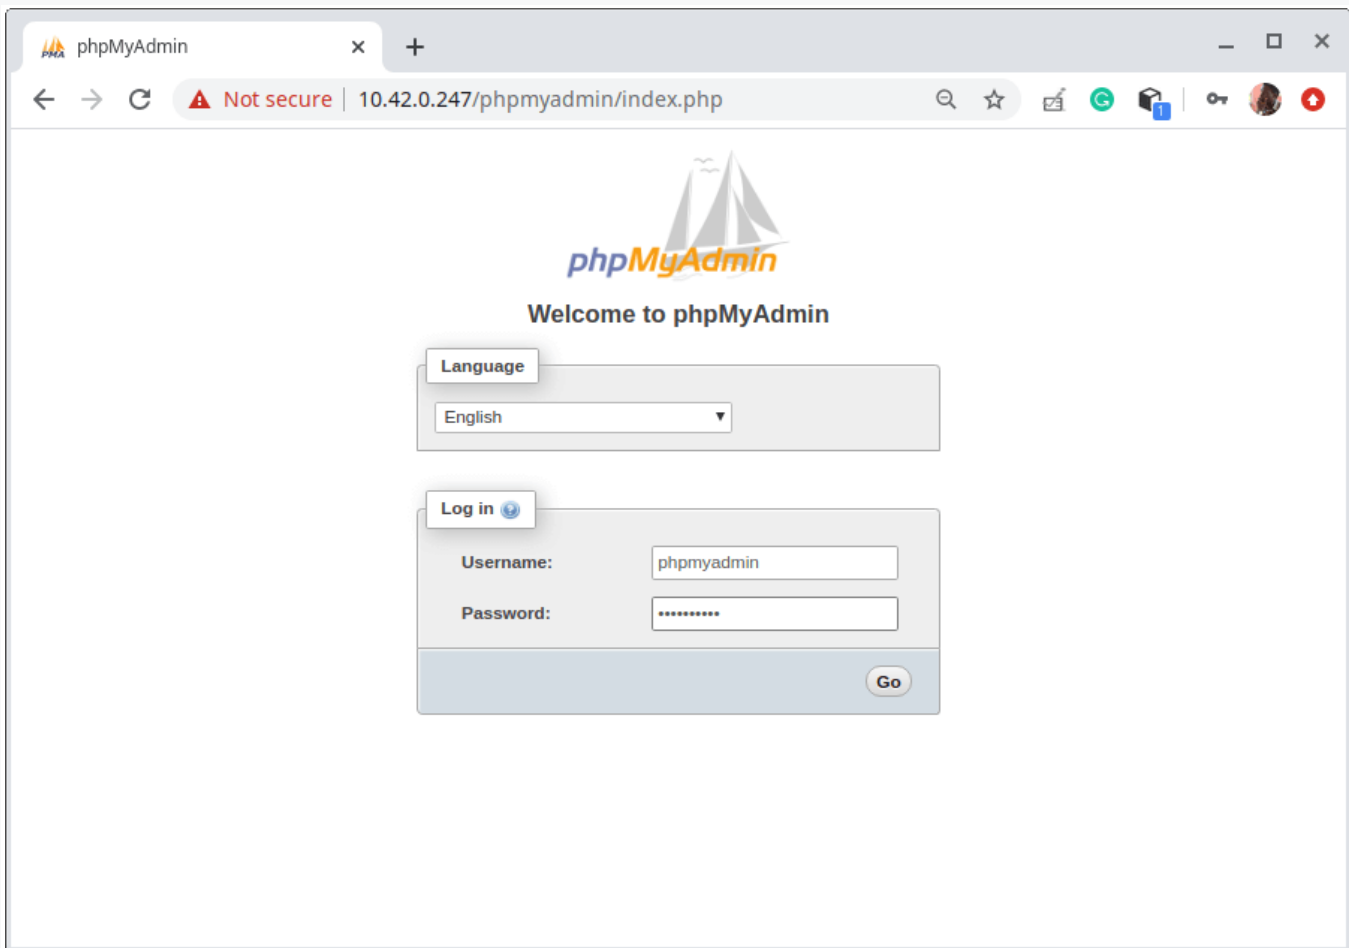 phpMyAdmin
Not secure 10.42.0.247/phpmyadmin/index.php
1
phpMyAdmin
Welcome to phpMyAdmin
Language
English
Log in
Username: phpmyadmin
Password: ••••••••••
Go